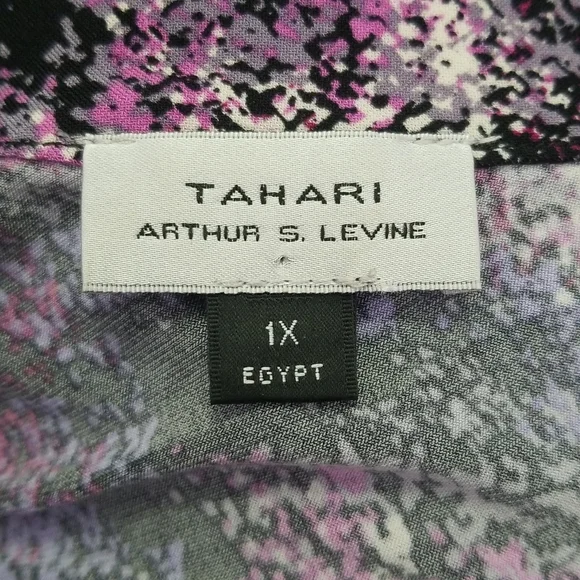 TAHARI
ARTHUR S. LEVINE
1X
EGYPT